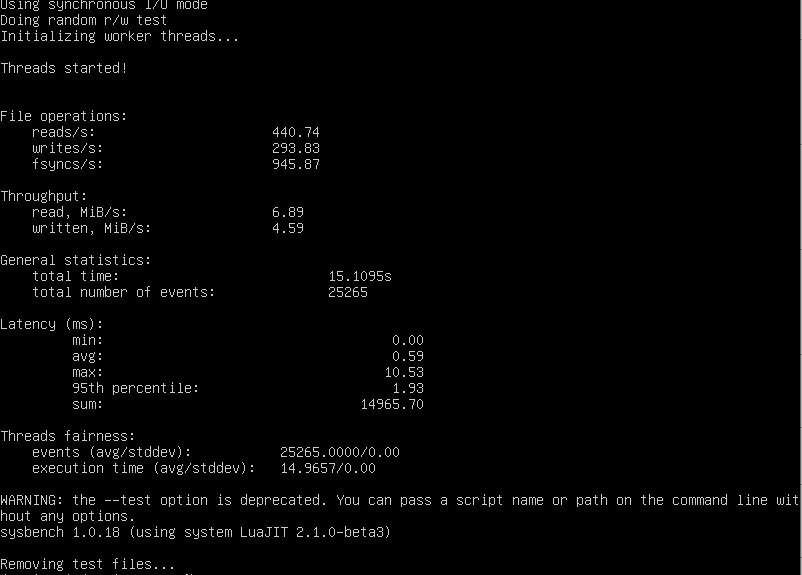 Using synchronous I/O mode
Doing random r/w test
Initializing worker threads...
Threads started!
File operations:
reads/s: 440.74
writes/s: 293.83
fsyncs/s: 945.87
Throughput:
read, MiB/s: 6.89
written, MiB/s: 4.59
General statistics:
total time: 15.1095s
total number of events: 25265
Latency (ms):
min: 0.00
avg: 0.59
max: 10.53
95th percentile: 1.93
sum: 14965.70
Threads fairness:
events (avg/stddev): 25265.0000/0.00
execution time (avg/stddev): 14.9657/0.00
WARNING: the --test option is deprecated. You can pass a script name or path on the command line wit
hout any options.
sysbench 1.0.18 (using system LuaJIT 2.1.0-beta3)
Removing test files...